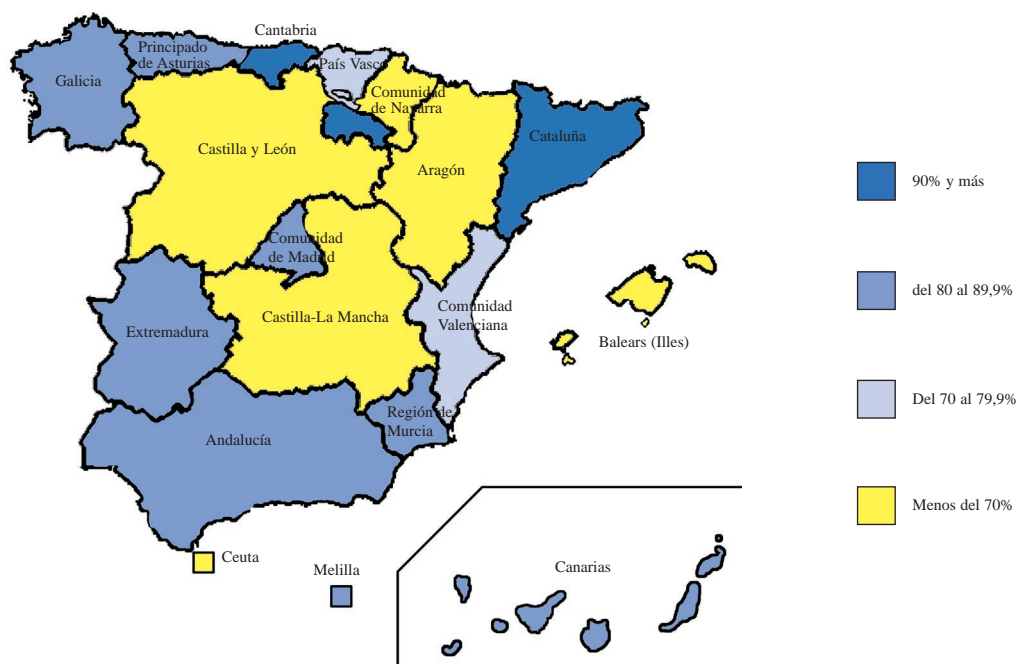 Cantabria
Principado
de Asturias
País Vasco
Galicia
Comunidad
de Navarra
Cataluña
Castilla y León
Aragón
90% y más
Comunidad
de Madrid
del 80 al 89,9%
Comunidad
Valenciana
Castilla-La Mancha
Extremadura
Balears (Illes)
Del 70 al 79,9%
Región de
Murcia
Andalucía
Menos del 70%
Ceuta
Melilla
Canarias